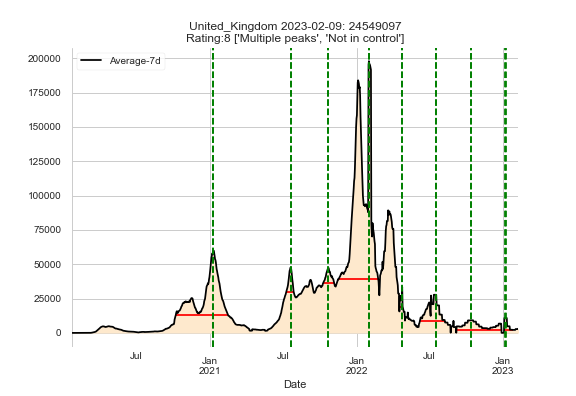 United_Kingdom 2023-02-09: 24549097
Rating:8 ['Multiple peaks', 'Not in control']
Average-7d
200000
175000
150000
125000
100000
75000
50000
25000
0
Jul
Jan
2021
Jul
Jan
2022
Jul
Jan
2023
Date